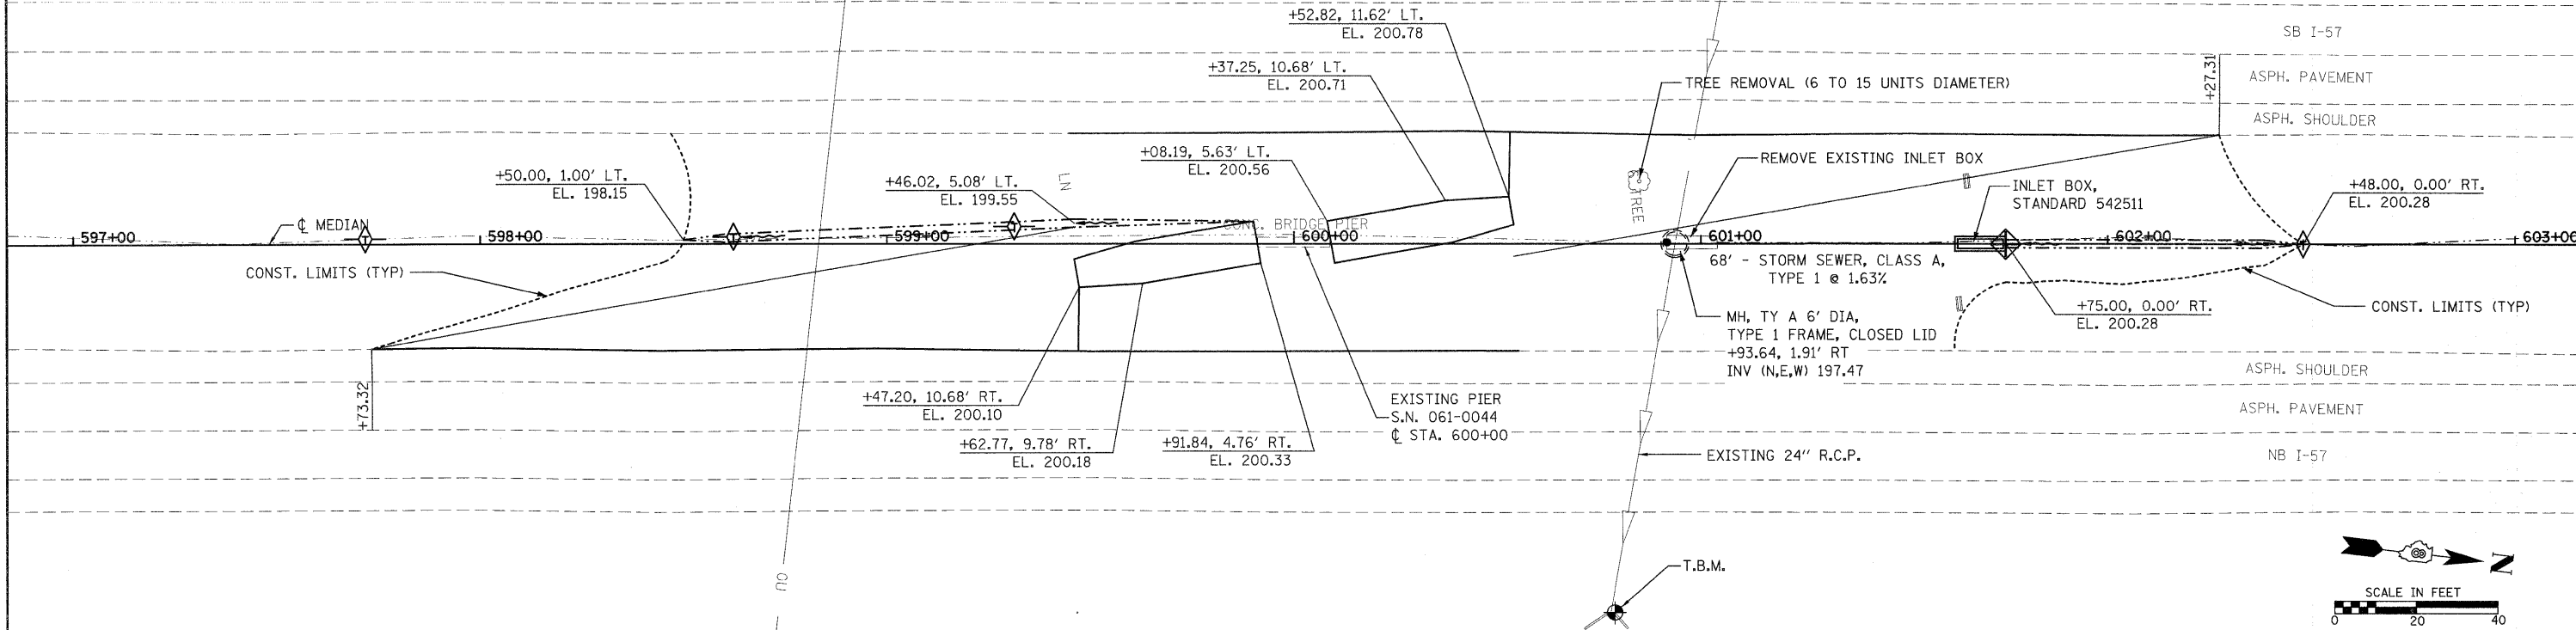 +52.82, 11.62' LT.
EL. 200.78
SB I-57
+37.25, 10.68' LT.
EL. 200.71
TREE REMOVAL (6 TO 15 UNITS DIAMETER)
+27.31
ASPH. PAVEMENT
ASPH. SHOULDER
+08.19, 5.63' LT.
EL. 200.56
REMOVE EXISTING INLET BOX
+50.00, 1.00' LT.
EL. 198.15
+46.02, 5.08' LT.
EL. 199.55
LN
TREE
INLET BOX,
STANDARD 542511
+48.00, 0.00' RT.
EL. 200.28
℄ MEDIAN
CONC. BRIDGE PIER
597+00
598+00
599+00
600+00
601+00
602+00
603+00
CONST. LIMITS (TYP)
68' - STORM SEWER, CLASS A,
TYPE 1 @ 1.63%
+75.00, 0.00' RT.
EL. 200.28
CONST. LIMITS (TYP)
MH, TY A 6' DIA,
TYPE 1 FRAME, CLOSED LID
+93.64, 1.91' RT
INV (N,E,W) 197.47
+73.32
ASPH. SHOULDER
+47.20, 10.68' RT.
EL. 200.10
EXISTING PIER
S.N. 061-0044
℄ STA. 600+00
ASPH. PAVEMENT
+62.77, 9.78' RT.
EL. 200.18
+91.84, 4.76' RT.
EL. 200.33
EXISTING 24" R.C.P.
NB I-57
CU
T.B.M.
N
SCALE IN FEET
0 20 40